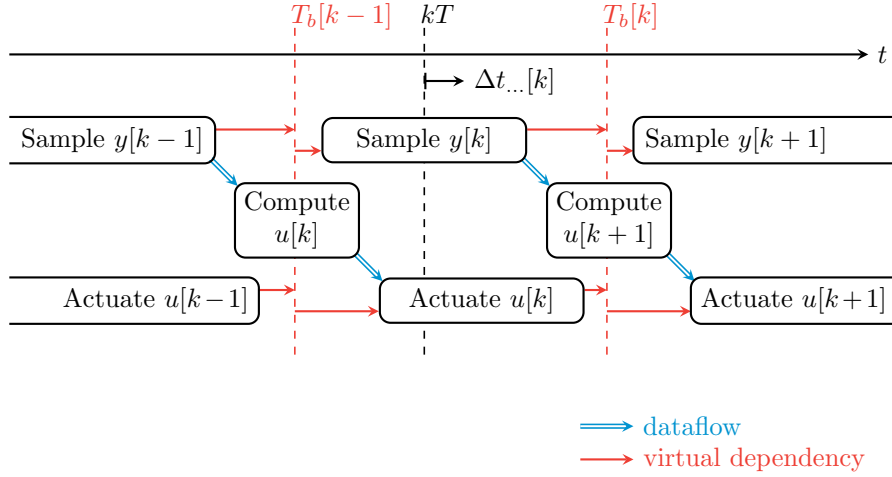 T_b[k − 1]
kT
T_b[k]
t
Δt_{...}[k]
Sample y[k − 1]
Sample y[k]
Sample y[k + 1]
Compute
u[k]
Compute
u[k + 1]
Actuate u[k−1]
Actuate u[k]
Actuate u[k+1]
dataflow
virtual dependency